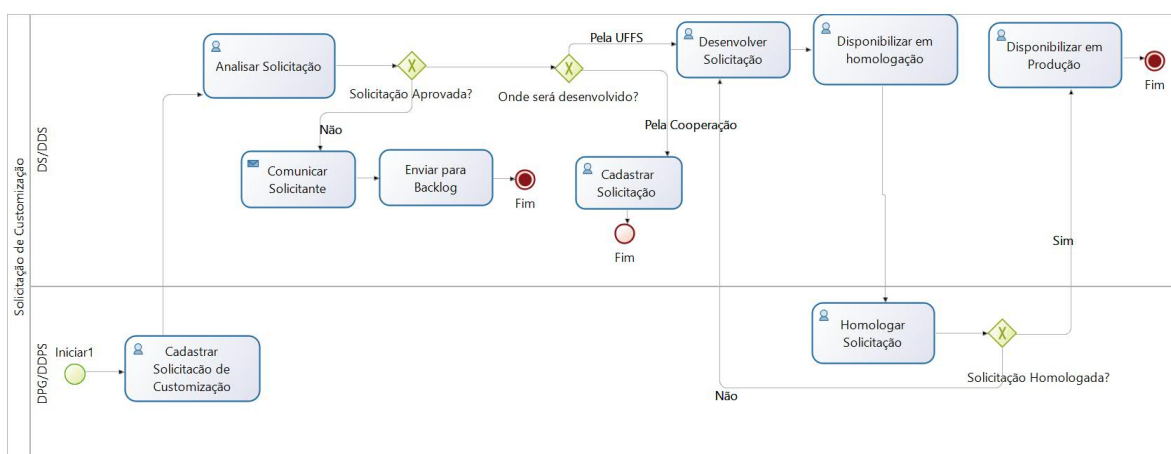 Solicitação de Customização
DS/DDS
Analisar Solicitação
Solicitação Aprovada?
Não
Comunicar
Solicitante
Enviar para
Backlog
Fim
Onde será desenvolvido?
Pela UFFS
Pela Cooperação
Cadastrar
Solicitação
Fim
Desenvolver
Solicitação
Disponibilizar em
homologação
Disponibilizar em
Produção
Fim
Sim
DPG/DDPS
Iniciar1
Cadastrar
Solicitacão de
Customização
Homologar
Solicitação
Solicitação Homologada?
Não